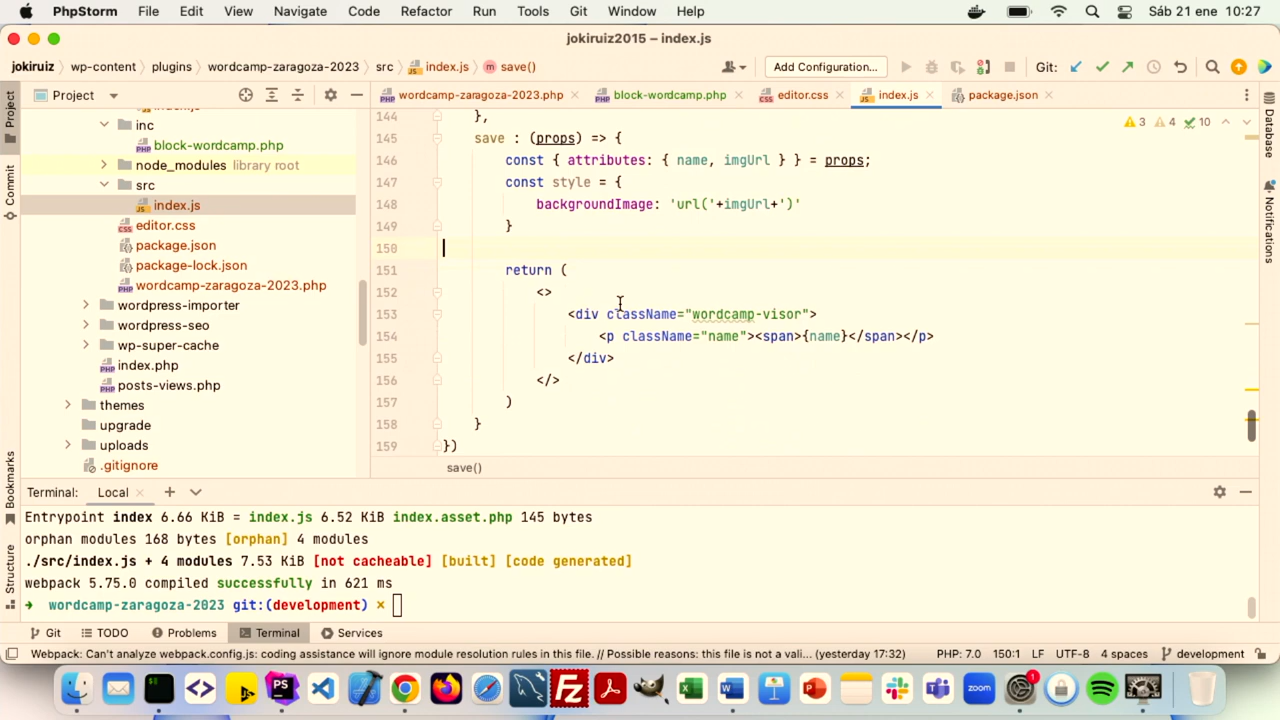 PhpStorm File Edit View Navigate Code Refactor Run Tools Git Window Help Sáb 21 ene 10:27
jokiruiz2015 – index.js
jokiruiz wp-content plugins wordcamp-zaragoza-2023 src index.js save() Add Configuration... Git:
Project wordcamp-zaragoza-2023.php block-wordcamp.php editor.css index.js package.json
inc
block-wordcamp.php
node_modules library root
src
index.js
editor.css
package.json
package-lock.json
wordcamp-zaragoza-2023.php
wordpress-importer
wordpress-seo
wp-super-cache
index.php
posts-views.php
themes
upgrade
uploads
.gitignore
3 4 10
144 },
145 save : (props) => {
146 const { attributes: { name, imgUrl } } = props;
147 const style = {
148 backgroundImage: 'url('+imgUrl+')'
149 }
150
151 return (
152 <>
153 <div className="wordcamp-visor">
154 <p className="name"><span>{name}</span></p>
155 </div>
156 </>
157 )
158 }
159 })
save()
Project
Commit
Bookmarks
Structure
Database
Notifications
Terminal: Local
Entrypoint index 6.66 KiB = index.js 6.52 KiB index.asset.php 145 bytes
orphan modules 168 bytes [orphan] 4 modules
./src/index.js + 4 modules 7.53 KiB [not cacheable] [built] [code generated]
webpack 5.75.0 compiled successfully in 621 ms
➜ wordcamp-zaragoza-2023 git:(development) ×
Git TODO Problems Terminal Services
Webpack: Can't analyze webpack.config.js: coding assistance will ignore module resolution rules in this file. // Possible reasons: this file is not a vali... (yesterday 17:32) PHP: 7.0 150:1 LF UTF-8 4 spaces development
PS
zoom
1